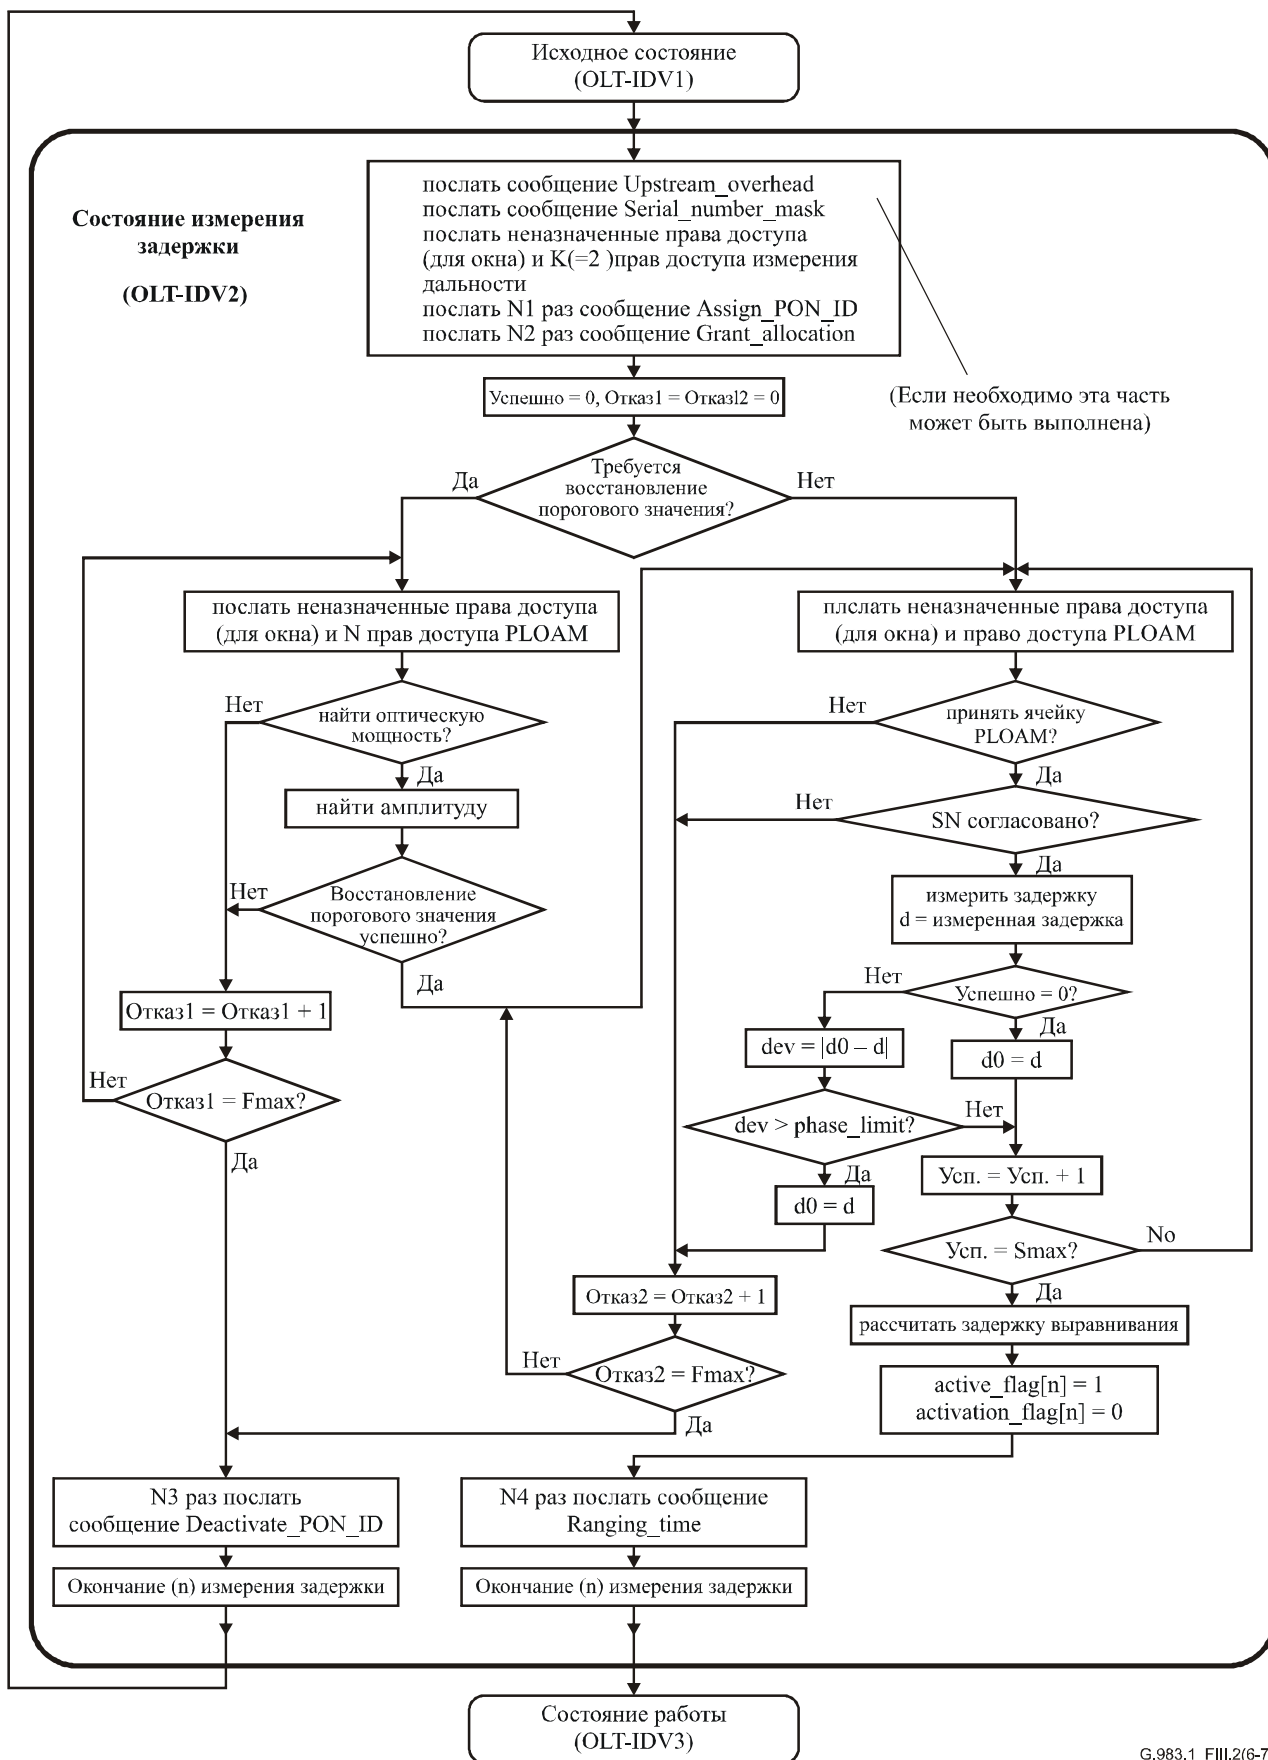 Исходное состояние
(OLT-IDV1)
Состояние измерения
задержки
(OLT-IDV2)
послать сообщение Upstream_overhead
послать сообщение Serial_number_mask
послать неназначенные права доступа
(для окна) и K(=2 )прав доступа измерения
дальности
послать N1 раз сообщение Assign_PON_ID
послать N2 раз сообщение Grant_allocation
(Если необходимо эта часть
может быть выполнена)
Успешно = 0, Отказ1 = Отказl2 = 0
Требуется
восстановление
порогового значения?
Да
Нет
послать неназначенные права доступа
(для окна) и N прав доступа PLOAM
плслать неназначенные права доступа
(для окна) и право доступа PLOAM
Нет
найти оптическую
мощность?
Да
Нет
принять ячейку
PLOAM?
Да
найти амплитуду
Нет
SN согласовано?
Да
Нет
Восстановление
порогового значения
успешно?
Да
измерить задержку
d = измеренная задержка
Нет
Успешно = 0?
Да
Отказ1 = Отказ1 + 1
dev = |d0 – d|
d0 = d
Нет
Отказ1 = Fmax?
Да
dev > phase_limit?
Нет
Да
d0 = d
Усп. = Усп. + 1
Усп. = Smax?
No
Да
Отказ2 = Отказ2 + 1
рассчитать задержку выравнивания
Нет
Отказ2 = Fmax?
Да
active_flag[n] = 1
activation_flag[n] = 0
N3 раз послать
сообщение Deactivate_PON_ID
N4 раз послать сообщение
Ranging_time
Окончание (n) измерения задержки
Окончание (n) измерения задержки
Состояние работы
(OLT-IDV3)
G.983.1_FIII.2(6-7